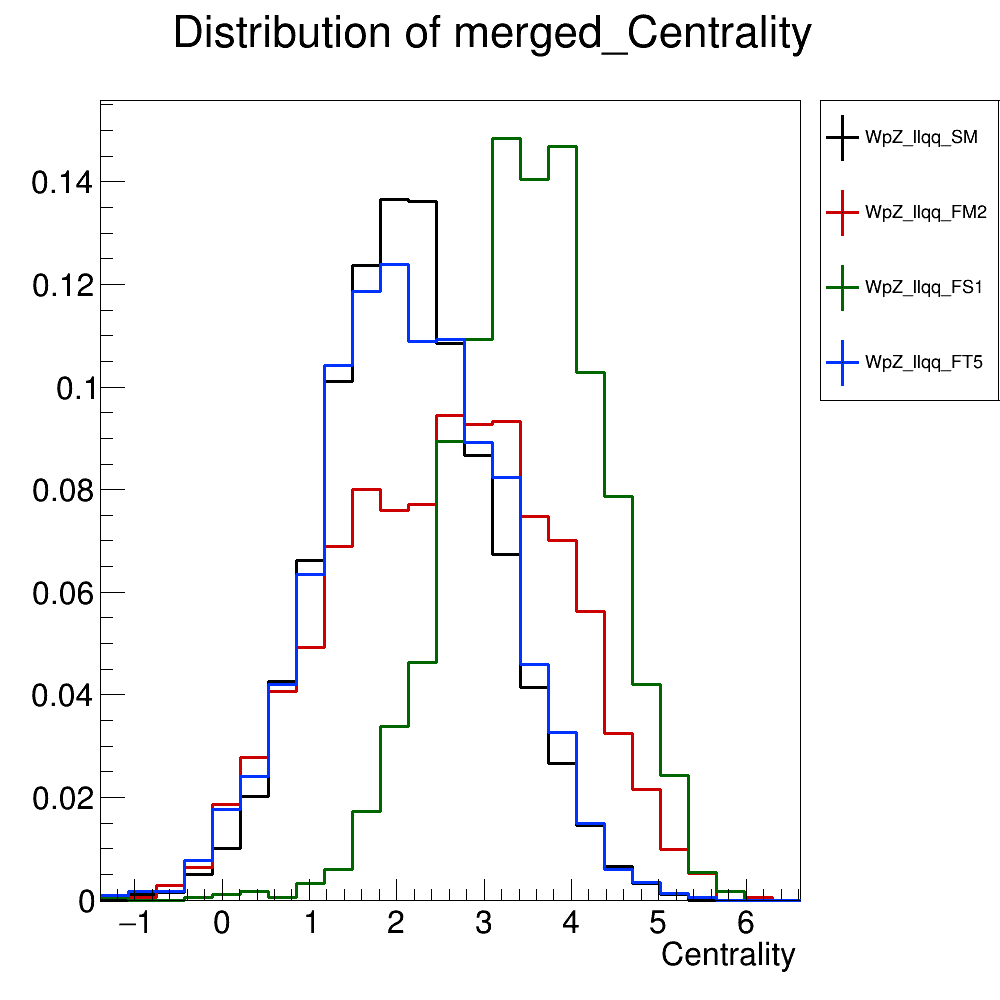 Distribution of merged_Centrality
WpZ_llqq_SM
WpZ_llqq_FM2
WpZ_llqq_FS1
WpZ_llqq_FT5
0.14
0.12
0.1
0.08
0.06
0.04
0.02
0
−1 0 1 2 3 4 5 6
Centrality